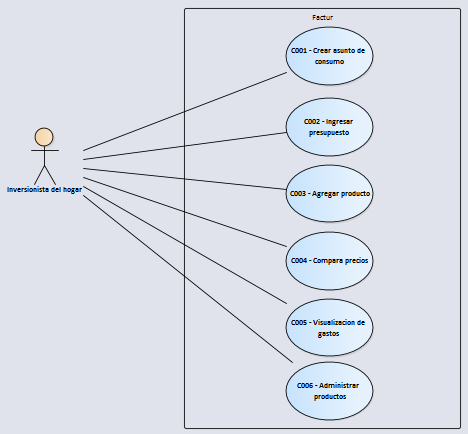 Factur
C001 - Crear asunto de
consumo
C002 - Ingresar
presupuesto
Inversionista del hogar
C003 - Agregar producto
C004 - Compara precios
C005 - Visualizacion de
gastos
C006 - Administrar
productos